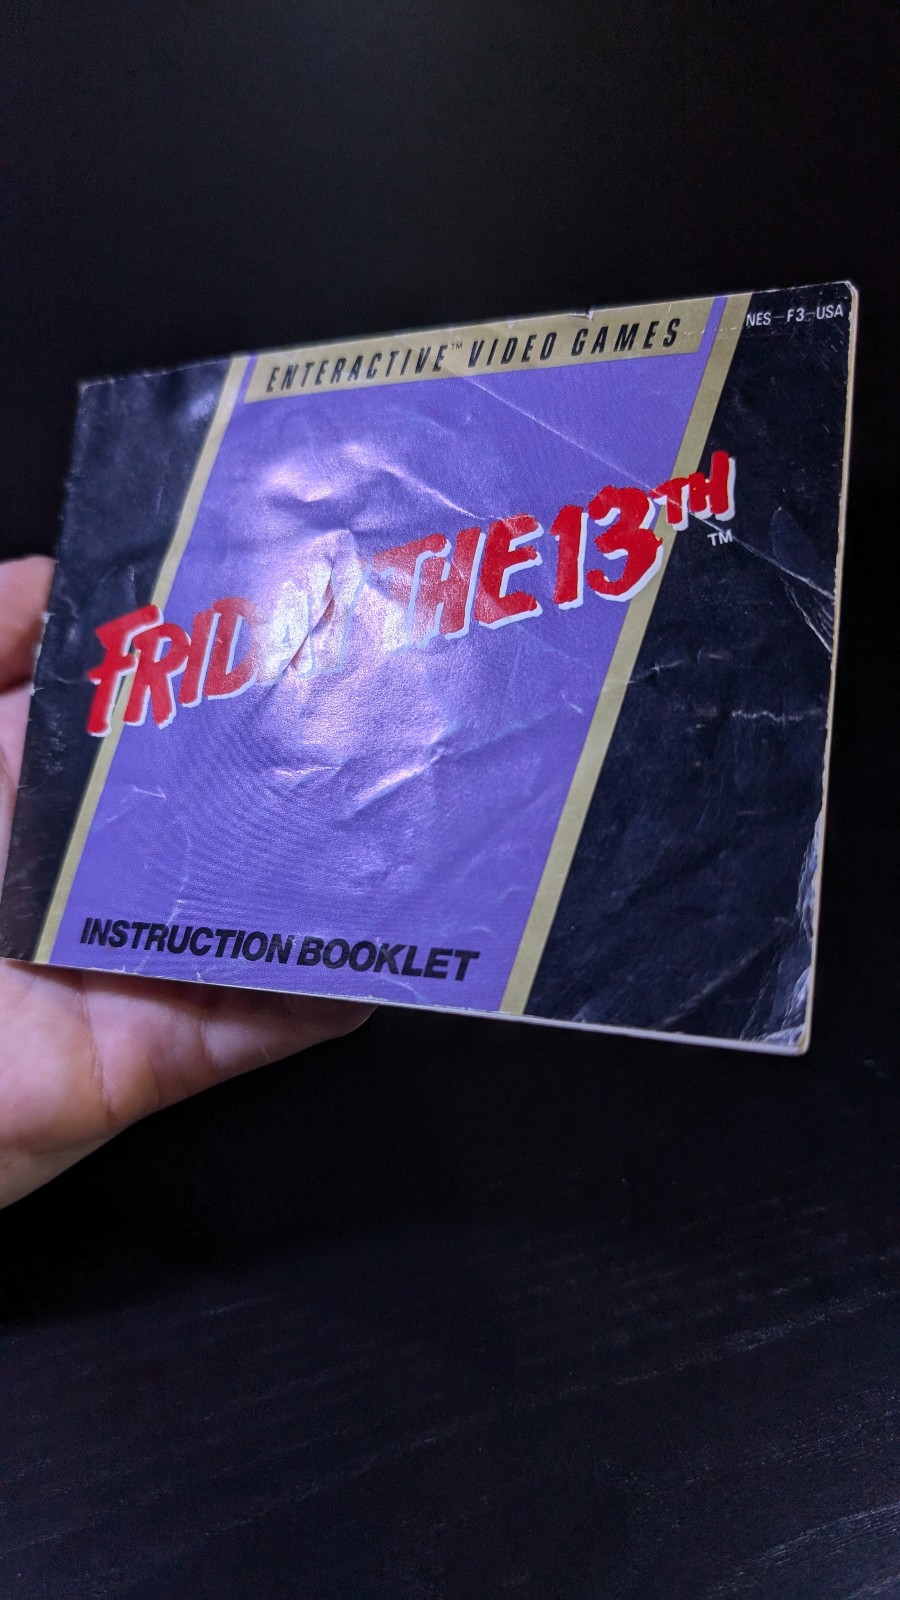 ENTERACTIVE™ VIDEO GAMES
NES-F3-USA
FRIDAY THE 13TH
™
INSTRUCTION BOOKLET